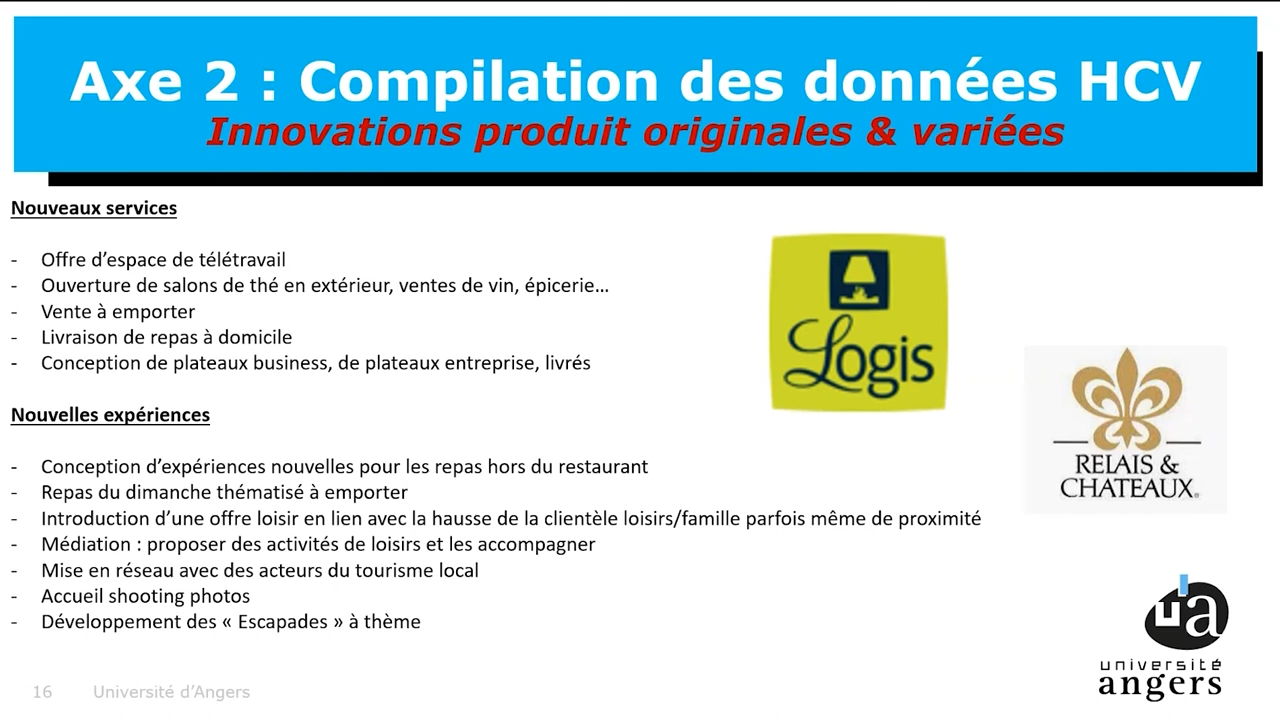 Axe 2 : Compilation des données HCV
Innovations produit originales & variées
Nouveaux services
- Offre d’espace de télétravail
- Ouverture de salons de thé en extérieur, ventes de vin, épicerie…
- Vente à emporter
- Livraison de repas à domicile
- Conception de plateaux business, de plateaux entreprise, livrés
Nouvelles expériences
- Conception d’expériences nouvelles pour les repas hors du restaurant
- Repas du dimanche thématisé à emporter
- Introduction d’une offre loisir en lien avec la hausse de la clientèle loisirs/famille parfois même de proximité
- Médiation : proposer des activités de loisirs et les accompagner
- Mise en réseau avec des acteurs du tourisme local
- Accueil shooting photos
- Développement des « Escapades » à thème
Logis
RELAIS &
CHATEAUX®
ua
université
angers
16 Université d’Angers